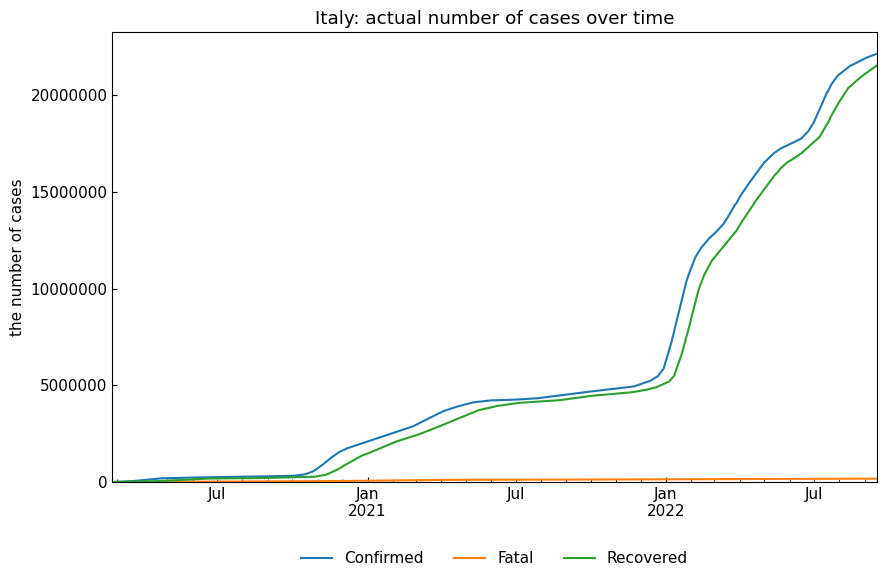 Italy: actual number of cases over time
the number of cases
20000000
15000000
10000000
5000000
0
Jul
Jan
2021
Jul
Jan
2022
Jul
Confirmed
Fatal
Recovered